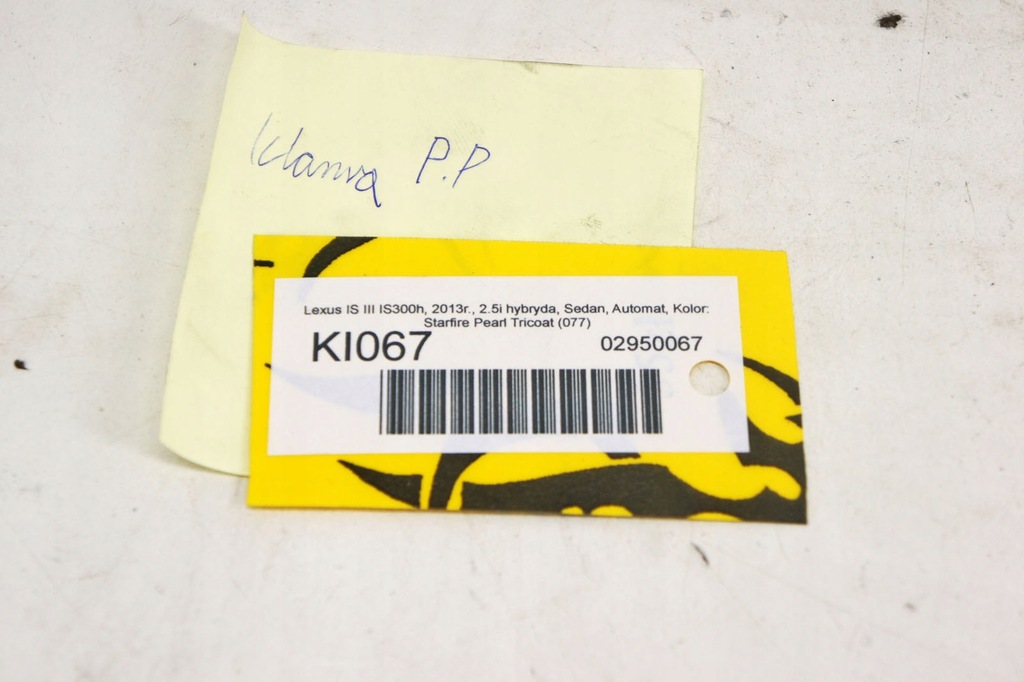 Klamka P.P
Lexus IS III IS300h, 2013r., 2.5i hybryda, Sedan, Automat, Kolor:
Starfire Pearl Tricoat (077)
KI067 02950067